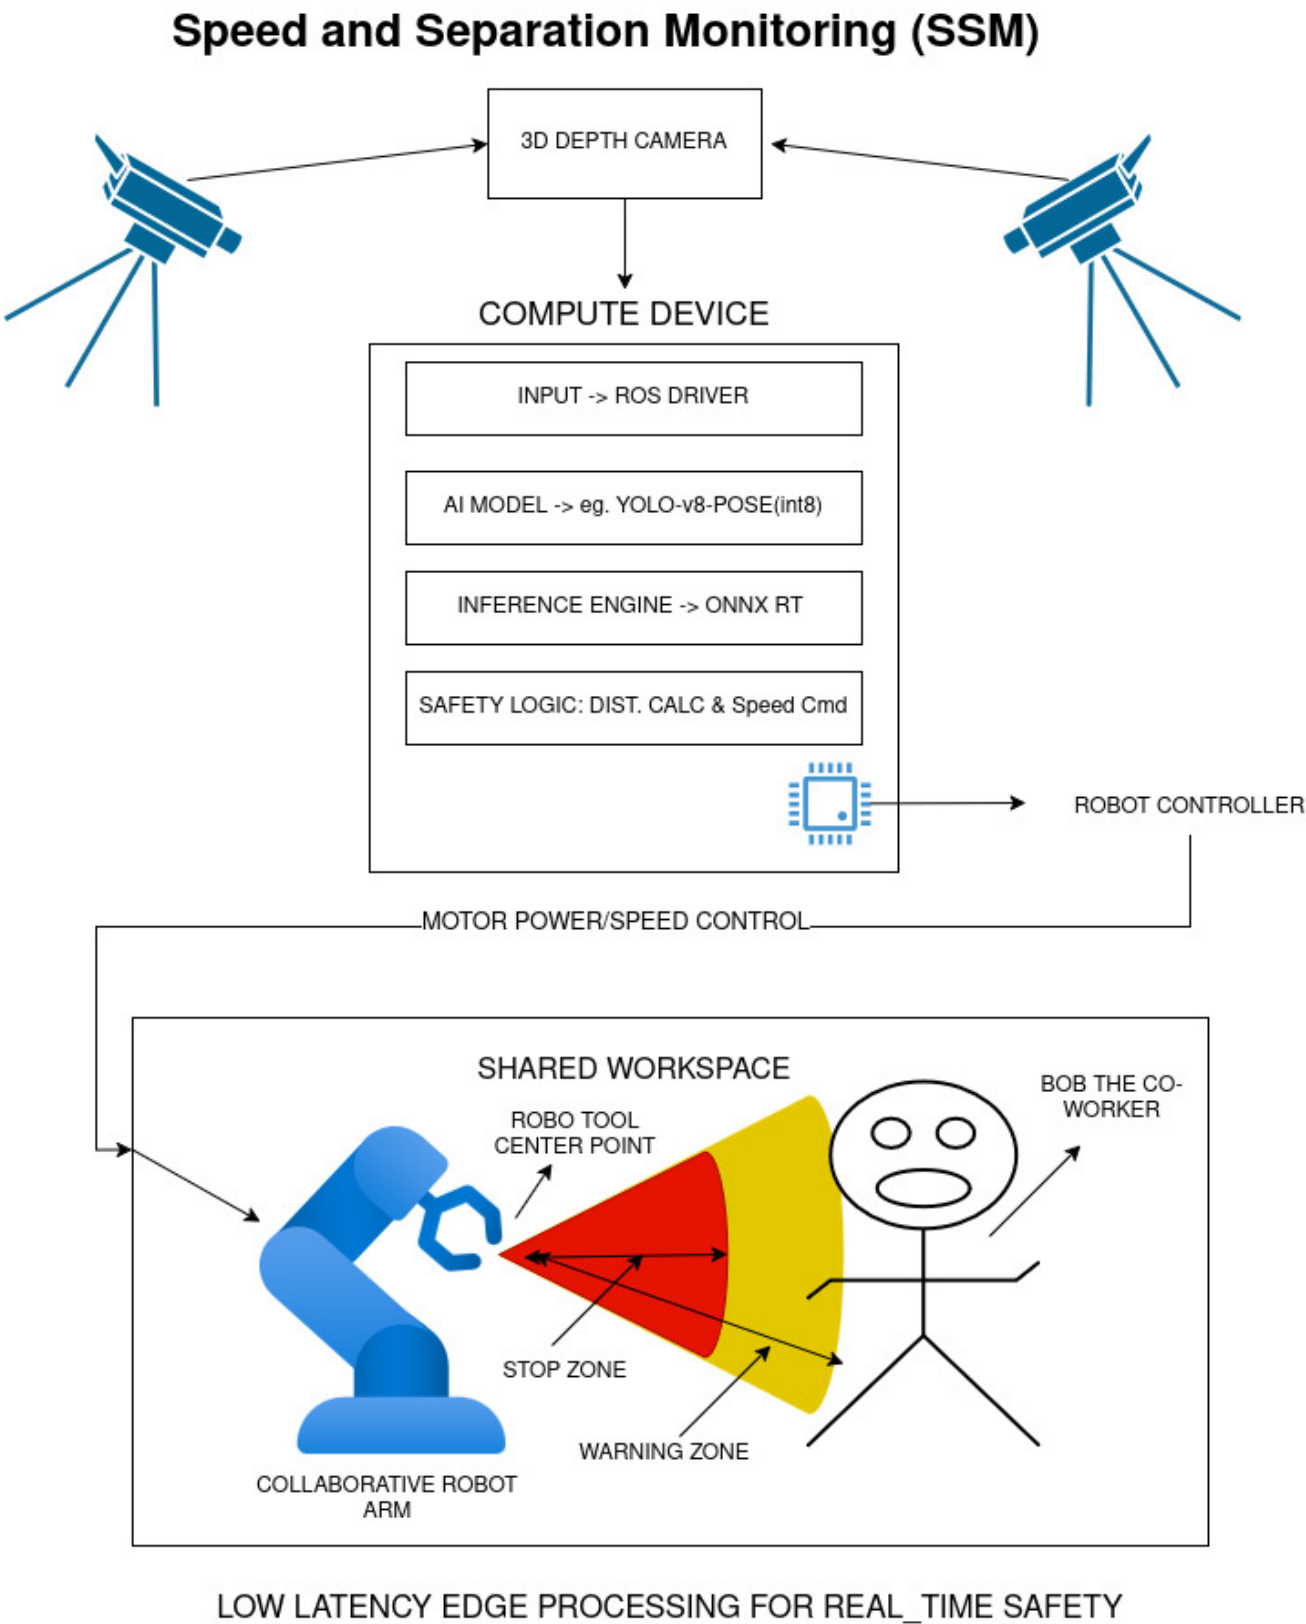 Speed and Separation Monitoring (SSM)
3D DEPTH CAMERA
COMPUTE DEVICE
INPUT -> ROS DRIVER
AI MODEL -> eg. YOLO-v8-POSE(int8)
INFERENCE ENGINE -> ONNX RT
SAFETY LOGIC: DIST. CALC & Speed Cmd
ROBOT CONTROLLER
MOTOR POWER/SPEED CONTROL
SHARED WORKSPACE
BOB THE CO-
WORKER
ROBO TOOL
CENTER POINT
STOP ZONE
WARNING ZONE
COLLABORATIVE ROBOT
ARM
LOW LATENCY EDGE PROCESSING FOR REAL_TIME SAFETY